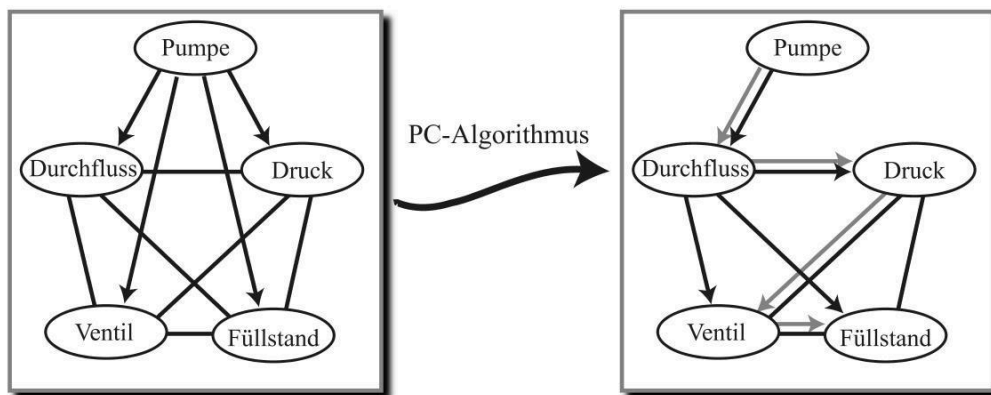 Pumpe
Durchfluss
Druck
Ventil
Füllstand
PC-Algorithmus
Pumpe
Durchfluss
Druck
Ventil
Füllstand